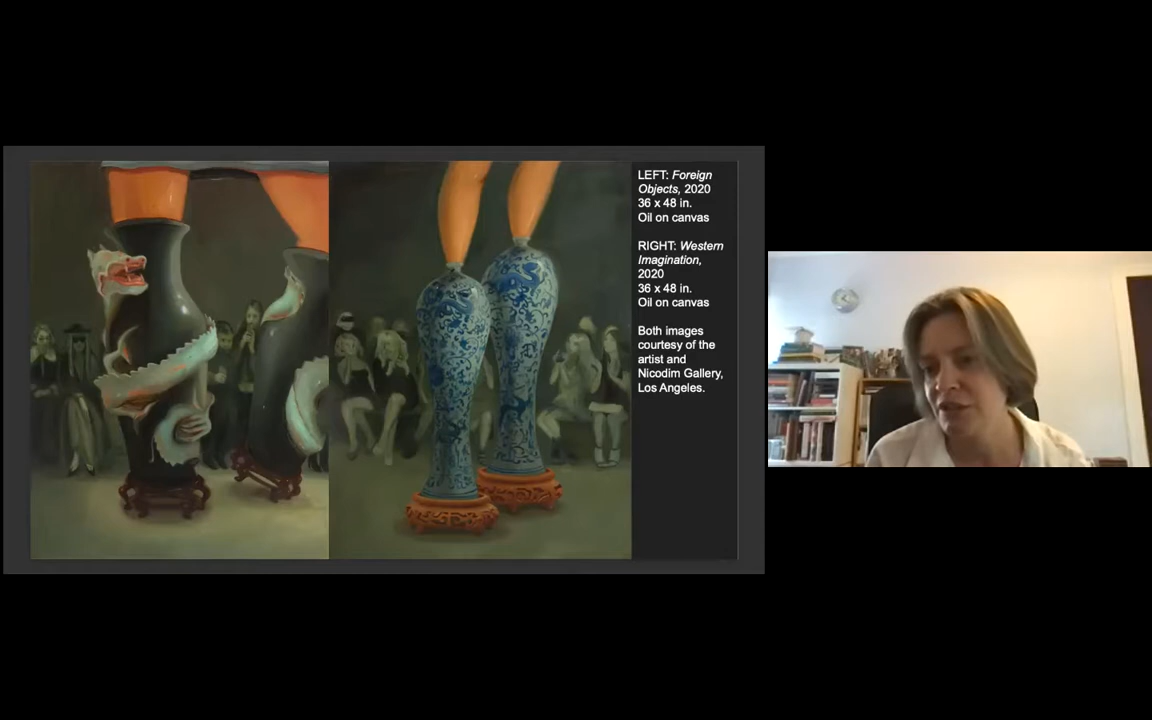 LEFT: Foreign
Objects, 2020
36 x 48 in.
Oil on canvas
RIGHT: Western
Imagination,
2020
36 x 48 in.
Oil on canvas
Both images
courtesy of the
artist and
Nicodim Gallery,
Los Angeles.